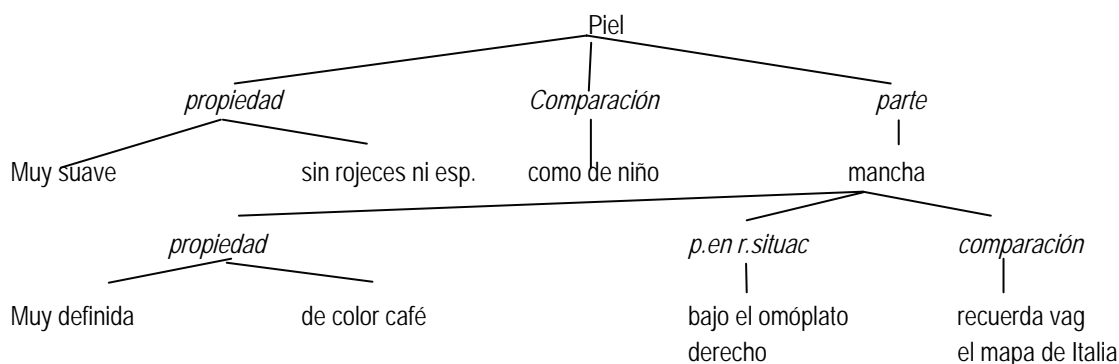 Piel
propiedad Comparación parte
Muy suave sin rojeces ni esp. como de niño mancha
propiedad p.en r.situac comparación
Muy definida de color café bajo el omóplato recuerda vag
derecho el mapa de Italia